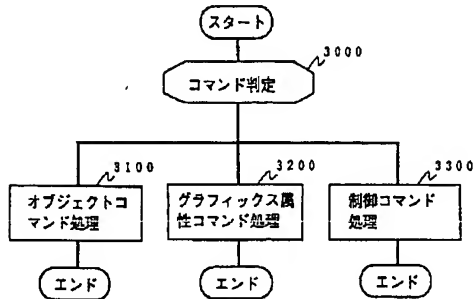 スタート
3000
コマンド判定
3100
オブジェクトコ
マンド処理
3200
グラフィックス属
性コマンド処理
3300
制御コマンド
処理
エンド
エンド
エンド